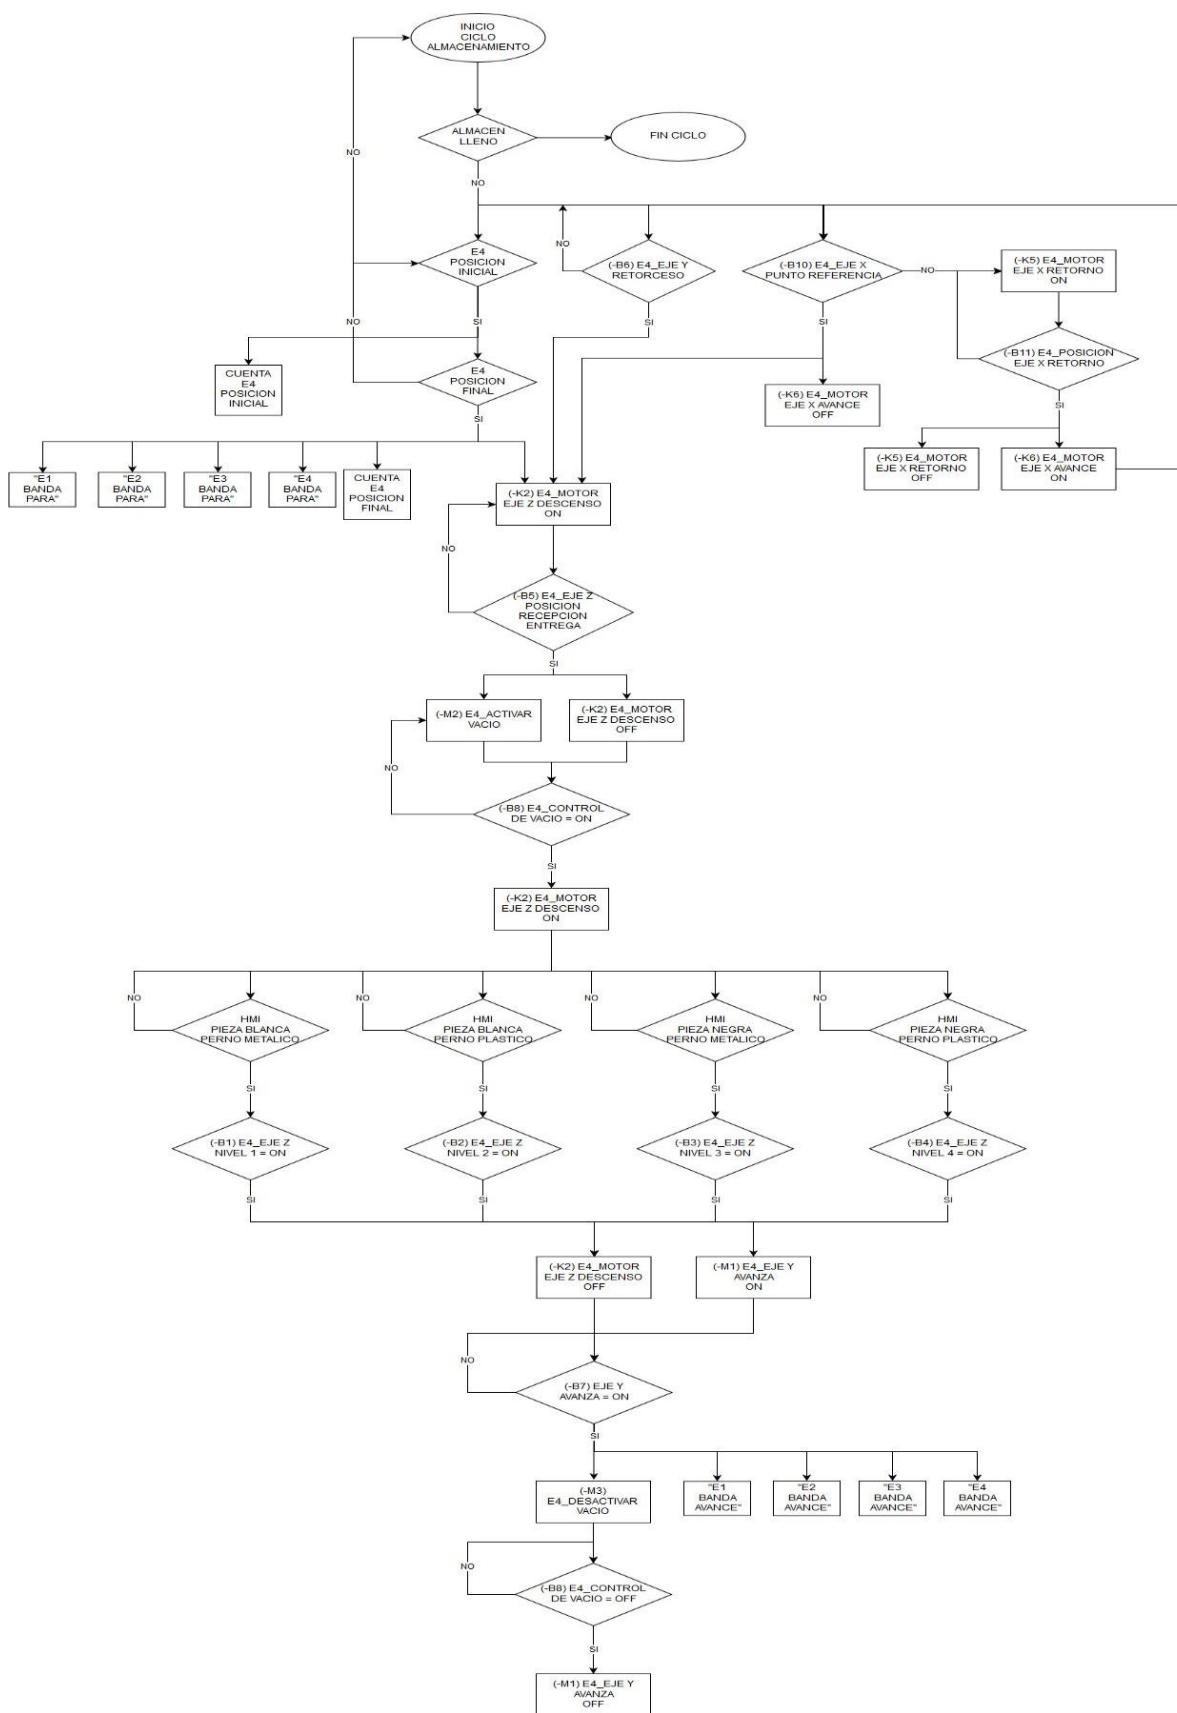 INICIO
CICLO
ALMACENAMIENTO
ALMACEN
LLENO
FIN CICLO
NO
NO
E4
POSICION
INICIAL
NO
(-B6) E4_EJE Y
RETORCESO
(-B10) E4_EJE X
PUNTO REFERENCIA
NO
(-K5) E4_MOTOR
EJE X RETORNO
ON
SI
NO
SI
SI
(-B11) E4_POSICION
EJE X RETORNO
CUENTA
E4
POSICION
INICIAL
E4
POSICION
FINAL
(-K6) E4_MOTOR
EJE X AVANCE
OFF
SI
SI
(-K5) E4_MOTOR
EJE X RETORNO
OFF
(-K6) E4_MOTOR
EJE X AVANCE
ON
"E1
BANDA
PARA"
"E2
BANDA
PARA"
"E3
BANDA
PARA"
"E4
BANDA
PARA"
CUENTA
E4
POSICION
FINAL
(-K2) E4_MOTOR
EJE Z DESCENSO
ON
NO
(-B5) E4_EJE Z
POSICION
RECEPCION
ENTREGA
SI
(-M2) E4_ACTIVAR
VACIO
(-K2) E4_MOTOR
EJE Z DESCENSO
OFF
NO
(-B8) E4_CONTROL
DE VACIO = ON
SI
(-K2) E4_MOTOR
EJE Z DESCENSO
ON
NO
NO
NO
NO
HMI
PIEZA BLANCA
PERNO METALICO
HMI
PIEZA BLANCA
PERNO PLASTICO
HMI
PIEZA NEGRA
PERNO METALICO
HMI
PIEZA NEGRA
PERNO PLASTICO
SI
SI
SI
SI
(-B1) E4_EJE Z
NIVEL 1 = ON
(-B2) E4_EJE Z
NIVEL 2 = ON
(-B3) E4_EJE Z
NIVEL 3 = ON
(-B4) E4_EJE Z
NIVEL 4 = ON
SI
SI
SI
SI
(-K2) E4_MOTOR
EJE Z DESCENSO
OFF
(-M1) E4_EJE Y
AVANZA
ON
NO
(-B7) EJE Y
AVANZA = ON
SI
(-M3)
E4_DESACTIVAR
VACIO
"E1
BANDA
AVANCE"
"E2
BANDA
AVANCE"
"E3
BANDA
AVANCE"
"E4
BANDA
AVANCE"
NO
(-B8) E4_CONTROL
DE VACIO = OFF
SI
(-M1) E4_EJE Y
AVANZA
OFF